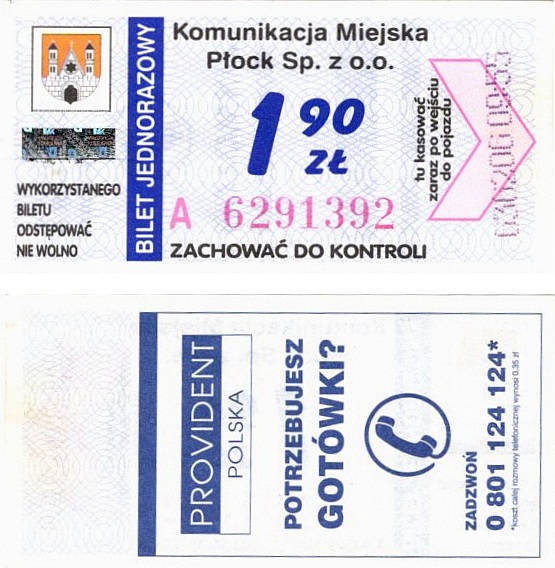 Komunikacja Miejska
Płock Sp. z o.o.
BILET JEDNORAZOWY
1 90
ZŁ
tu kasować
zaraz po wejściu
do pojazdu
WYKORZYSTANEGO
BILETU
ODSTĘPOWAĆ
NIE WOLNO
A 6291392
ZACHOWAĆ DO KONTROLI
PROVIDENT
POLSKA
POTRZEBUJESZ
GOTÓWKI?
ZADZWOŃ
0 801 124 124*
*koszt całej rozmowy telefonicznej wynosi 0,35 zł